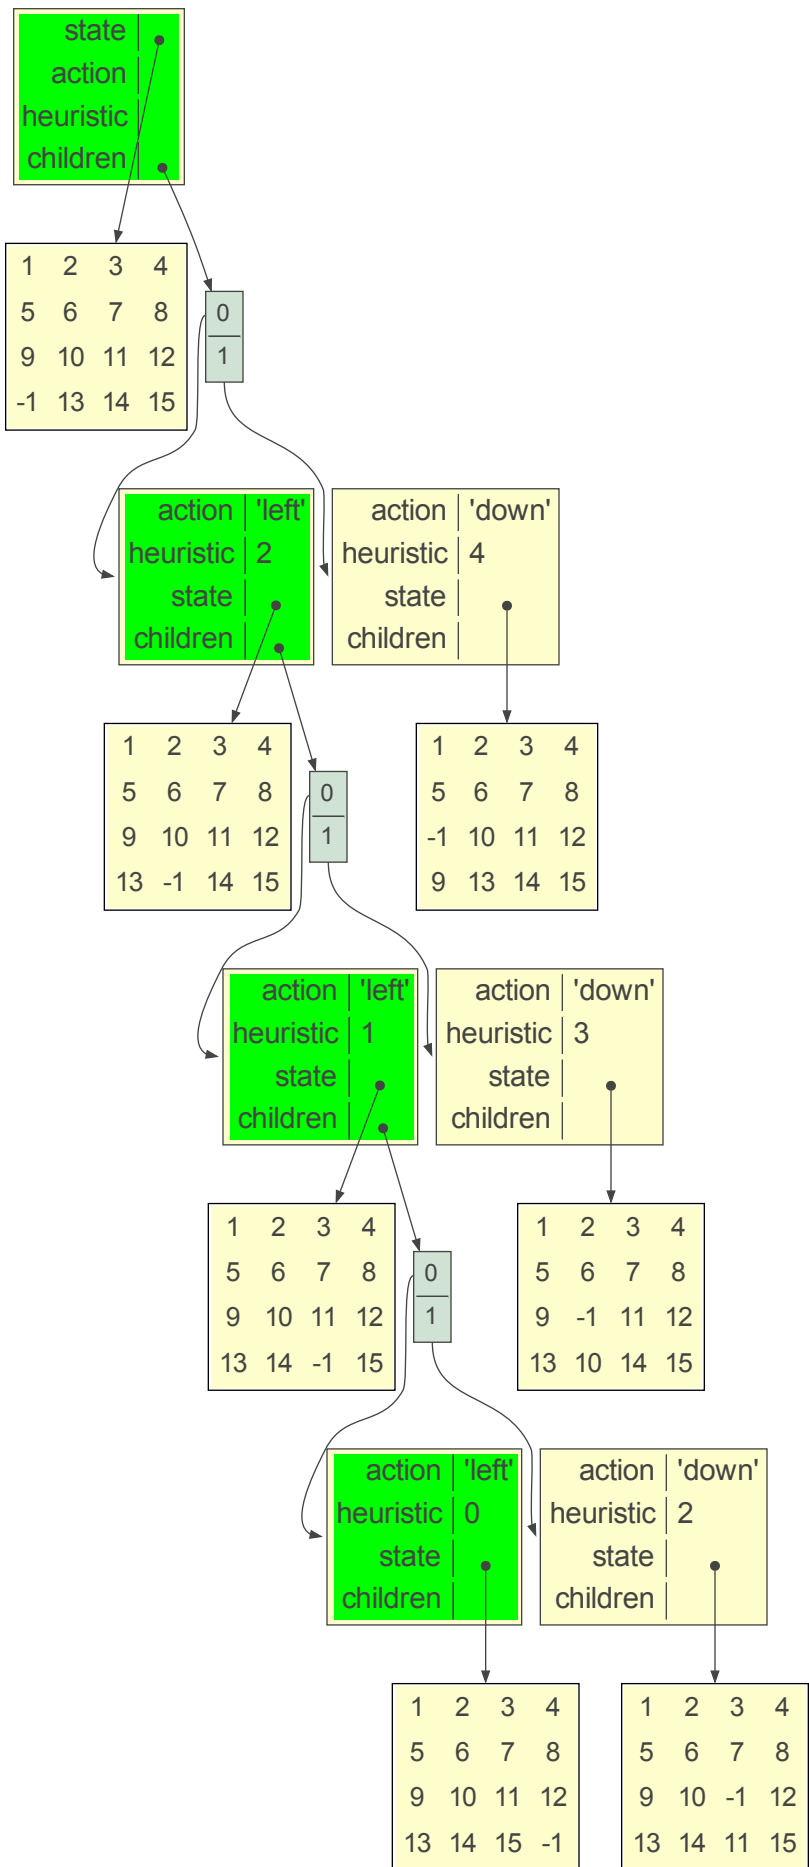 state
action
heuristic
children
1 2 3 4
5 6 7 8
9 10 11 12
-1 13 14 15
0
1
action 'left'
heuristic 2
state
children
action 'down'
heuristic 4
state
children
1 2 3 4
5 6 7 8
9 10 11 12
13 -1 14 15
0
1
1 2 3 4
5 6 7 8
-1 10 11 12
9 13 14 15
action 'left'
heuristic 1
state
children
action 'down'
heuristic 3
state
children
1 2 3 4
5 6 7 8
9 10 11 12
13 14 -1 15
0
1
1 2 3 4
5 6 7 8
9 -1 11 12
13 10 14 15
action 'left'
heuristic 0
state
children
action 'down'
heuristic 2
state
children
1 2 3 4
5 6 7 8
9 10 11 12
13 14 15 -1
1 2 3 4
5 6 7 8
9 10 -1 12
13 14 11 15